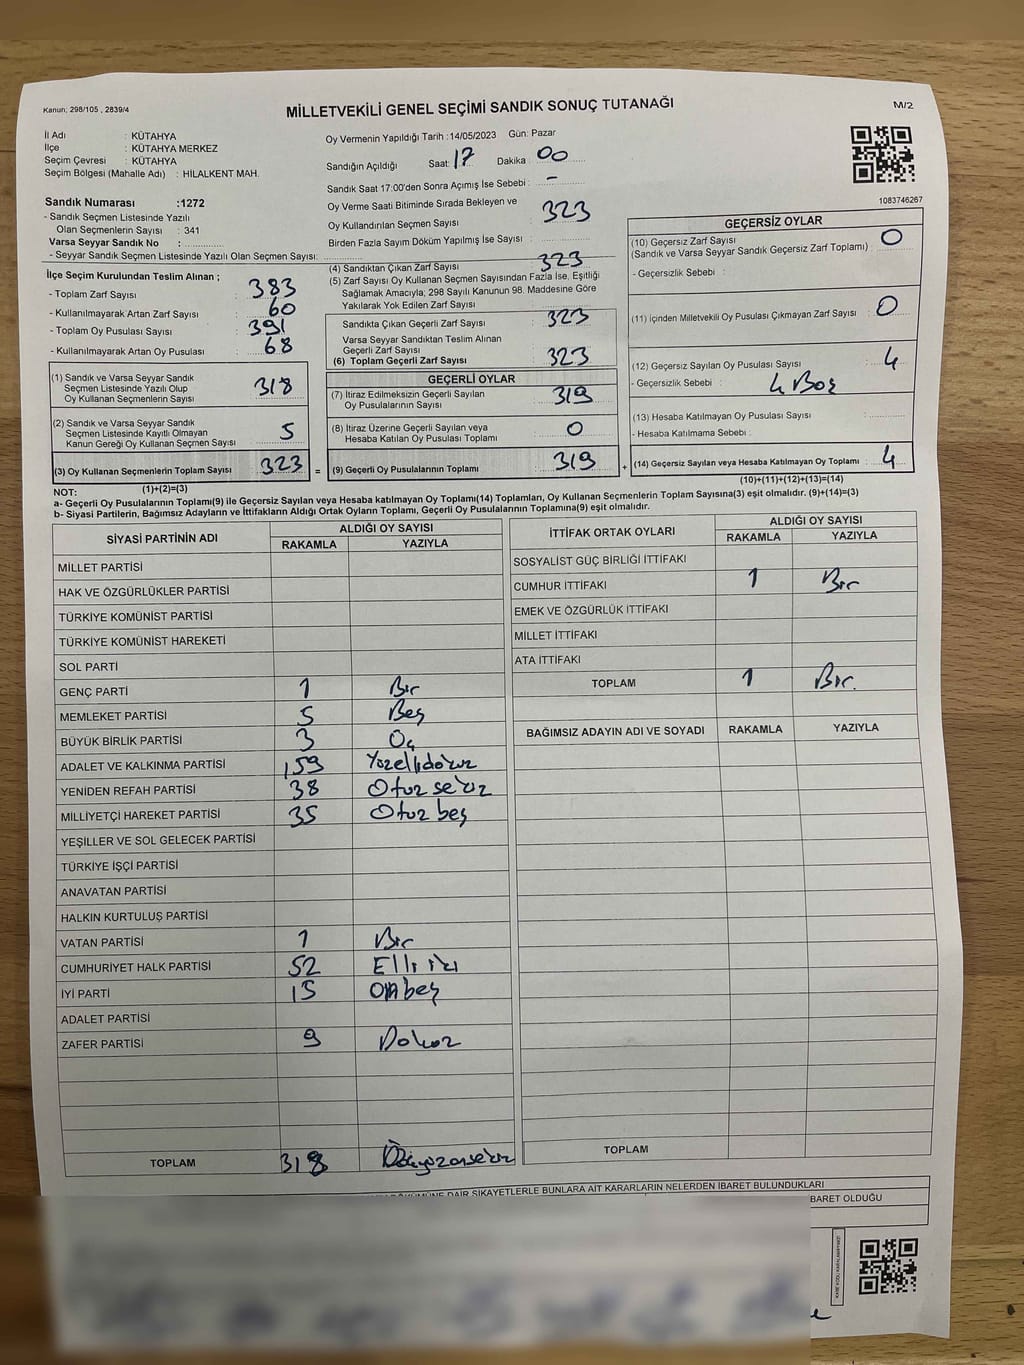 Kanun; 298/105 , 2839/4
MİLLETVEKİLİ GENEL SEÇİMİ SANDIK SONUÇ TUTANAĞI
M/2
İl Adı : KÜTAHYA
İlçe : KÜTAHYA MERKEZ
Seçim Çevresi : KÜTAHYA
Seçim Bölgesi (Mahalle Adı) : HİLALKENT MAH.
Sandık Numarası :1272
- Sandık Seçmen Listesinde Yazılı
Olan Seçmenlerin Sayısı : 341
Varsa Seyyar Sandık No :
- Seyyar Sandık Seçmen Listesinde Yazılı Olan Seçmen Sayısı:
Oy Vermenin Yapıldığı Tarih :14/05/2023 Gün: Pazar
Sandığın Açıldığı Saat: 17 Dakika : 00
Sandık Saat 17:00'den Sonra Açımış İse Sebebi : -
Oy Verme Saati Bitiminde Sırada Bekleyen ve
Oy Kullandırılan Seçmen Sayısı : 323
Birden Fazla Sayım Döküm Yapılmış İse Sayısı :
1083746267
İlçe Seçim Kurulundan Teslim Alınan ;
- Toplam Zarf Sayısı : 383
- Kullanılmayarak Artan Zarf Sayısı : 60
- Toplam Oy Pusulası Sayısı : 391
- Kullanılmayarak Artan Oy Pusulası : 68
(4) Sandıktan Çıkan Zarf Sayısı : 323
(5) Zarf Sayısı Oy Kullanan Seçmen Sayısından Fazla İse, Eşitliği
Sağlamak Amacıyla; 298 Sayılı Kanunun 98. Maddesine Göre
Yakılarak Yok Edilen Zarf Sayısı :
Sandıkta Çıkan Geçerli Zarf Sayısı : 323
Varsa Seyyar Sandıktan Teslim Alınan
Geçerli Zarf Sayısı :
(6) Toplam Geçerli Zarf Sayısı : 323
GEÇERSİZ OYLAR
(10) Geçersiz Zarf Sayısı
(Sandık ve Varsa Seyyar Sandık Geçersiz Zarf Toplamı) : 0
- Geçersizlik Sebebi :
(11) İçinden Milletvekili Oy Pusulası Çıkmayan Zarf Sayısı : 0
(12) Geçersiz Sayılan Oy Pusulası Sayısı : 4
- Geçersizlik Sebebi : 4 Boş
(13) Hesaba Katılmayan Oy Pusulası Sayısı :
- Hesaba Katılmama Sebebi :
(14) Geçersiz Sayılan veya Hesaba Katılmayan Oy Toplamı : 4
(10)+(11)+(12)+(13)=(14)
(1) Sandık ve Varsa Seyyar Sandık
Seçmen Listesinde Yazılı Olup
Oy Kullanan Seçmenlerin Sayısı : 318
(2) Sandık ve Varsa Seyyar Sandık
Seçmen Listesinde Kayıtlı Olmayan
Kanun Gereği Oy Kullanan Seçmen Sayısı : 5
(3) Oy Kullanan Seçmenlerin Toplam Sayısı : 323 =
(1)+(2)=(3)
GEÇERLİ OYLAR
(7) İtiraz Edilmeksizin Geçerli Sayılan
Oy Pusulalarının Sayısı : 319
(8) İtiraz Üzerine Geçerli Sayılan veya
Hesaba Katılan Oy Pusulası Toplamı : 0
(9) Geçerli Oy Pusulalarının Toplamı : 319 +
NOT:
a- Geçerli Oy Pusulalarının Toplamı(9) ile Geçersiz Sayılan veya Hesaba katılmayan Oy Toplamı(14) Toplamları, Oy Kullanan Seçmenlerin Toplam Sayısına(3) eşit olmalıdır. (9)+(14)=(3)
b- Siyasi Partilerin, Bağımsız Adayların ve İttifakların Aldığı Ortak Oyların Toplamı, Geçerli Oy Pusulalarının Toplamına(9) eşit olmalıdır.
SİYASİ PARTİNİN ADI ALDIĞI OY SAYISI
RAKAMLA YAZIYLA
MİLLET PARTİSİ
HAK VE ÖZGÜRLÜKLER PARTİSİ
TÜRKİYE KOMÜNİST PARTİSİ
TÜRKİYE KOMÜNİST HAREKETİ
SOL PARTİ
GENÇ PARTİ 1 Bir
MEMLEKET PARTİSİ 5 Beş
BÜYÜK BİRLİK PARTİSİ 3 Üç
ADALET VE KALKINMA PARTİSİ 159 Yüzellidokuz
YENİDEN REFAH PARTİSİ 38 Otuz sekiz
MİLLİYETÇİ HAREKET PARTİSİ 35 Otuz beş
YEŞİLLER VE SOL GELECEK PARTİSİ
TÜRKİYE İŞÇİ PARTİSİ
ANAVATAN PARTİSİ
HALKIN KURTULUŞ PARTİSİ
VATAN PARTİSİ 1 Bir
CUMHURİYET HALK PARTİSİ 52 Elli iki
İYİ PARTİ 15 On beş
ADALET PARTİSİ
ZAFER PARTİSİ 9 Dokuz
TOPLAM 318 Üçyüzonsekiz
İTTİFAK ORTAK OYLARI ALDIĞI OY SAYISI
RAKAMLA YAZIYLA
SOSYALİST GÜÇ BİRLİĞİ İTTİFAKI
CUMHUR İTTİFAKI 1 Bir
EMEK VE ÖZGÜRLÜK İTTİFAKI
MİLLET İTTİFAKI
ATA İTTİFAKI
TOPLAM 1 Bir
BAĞIMSIZ ADAYIN ADI VE SOYADI RAKAMLA YAZIYLA
TOPLAM
DAİR ŞİKAYETLERLE BUNLARA AİT KARARLARIN NELERDEN İBARET BULUNDUKLARI
İBARET OLDUĞU